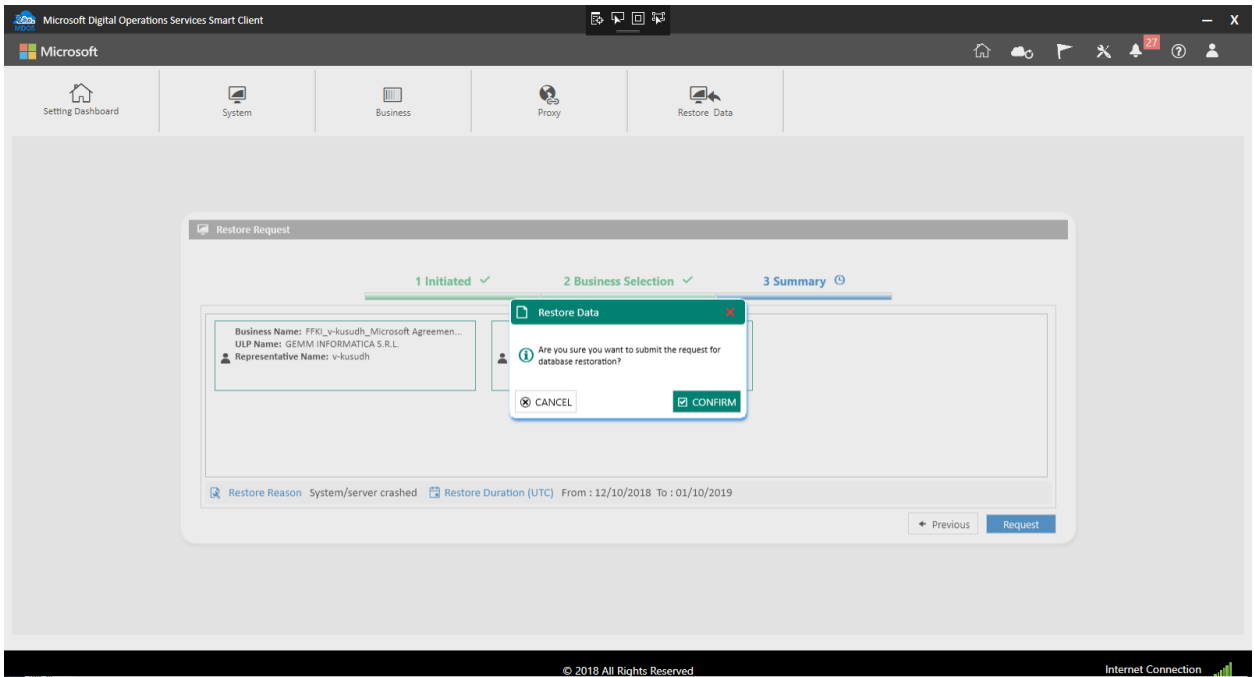 MDOS
Microsoft Digital Operations Services Smart Client
X
Microsoft
27
Setting Dashboard
System
Business
Proxy
Restore Data
Restore Request
1 Initiated
2 Business Selection
3 Summary
Business Name: FFKI_v-kusudh_Microsoft Agreemen...
ULP Name: GEMM INFORMATICA S.R.L.
Representative Name: v-kusudh
Restore Data
Are you sure you want to submit the request for
database restoration?
CANCEL
CONFIRM
Restore Reason System/server crashed Restore Duration (UTC) From : 12/10/2018 To : 01/10/2019
Previous
Request
© 2018 All Rights Reserved
Internet Connection